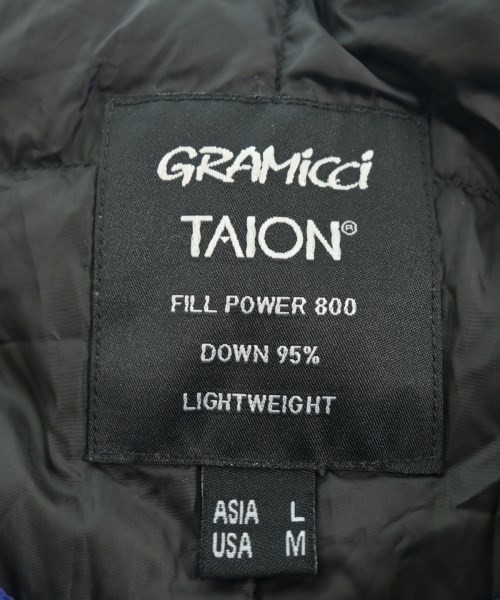 GRAMicci
TAION®
FILL POWER 800
DOWN 95%
LIGHTWEIGHT
ASIA L
USA M